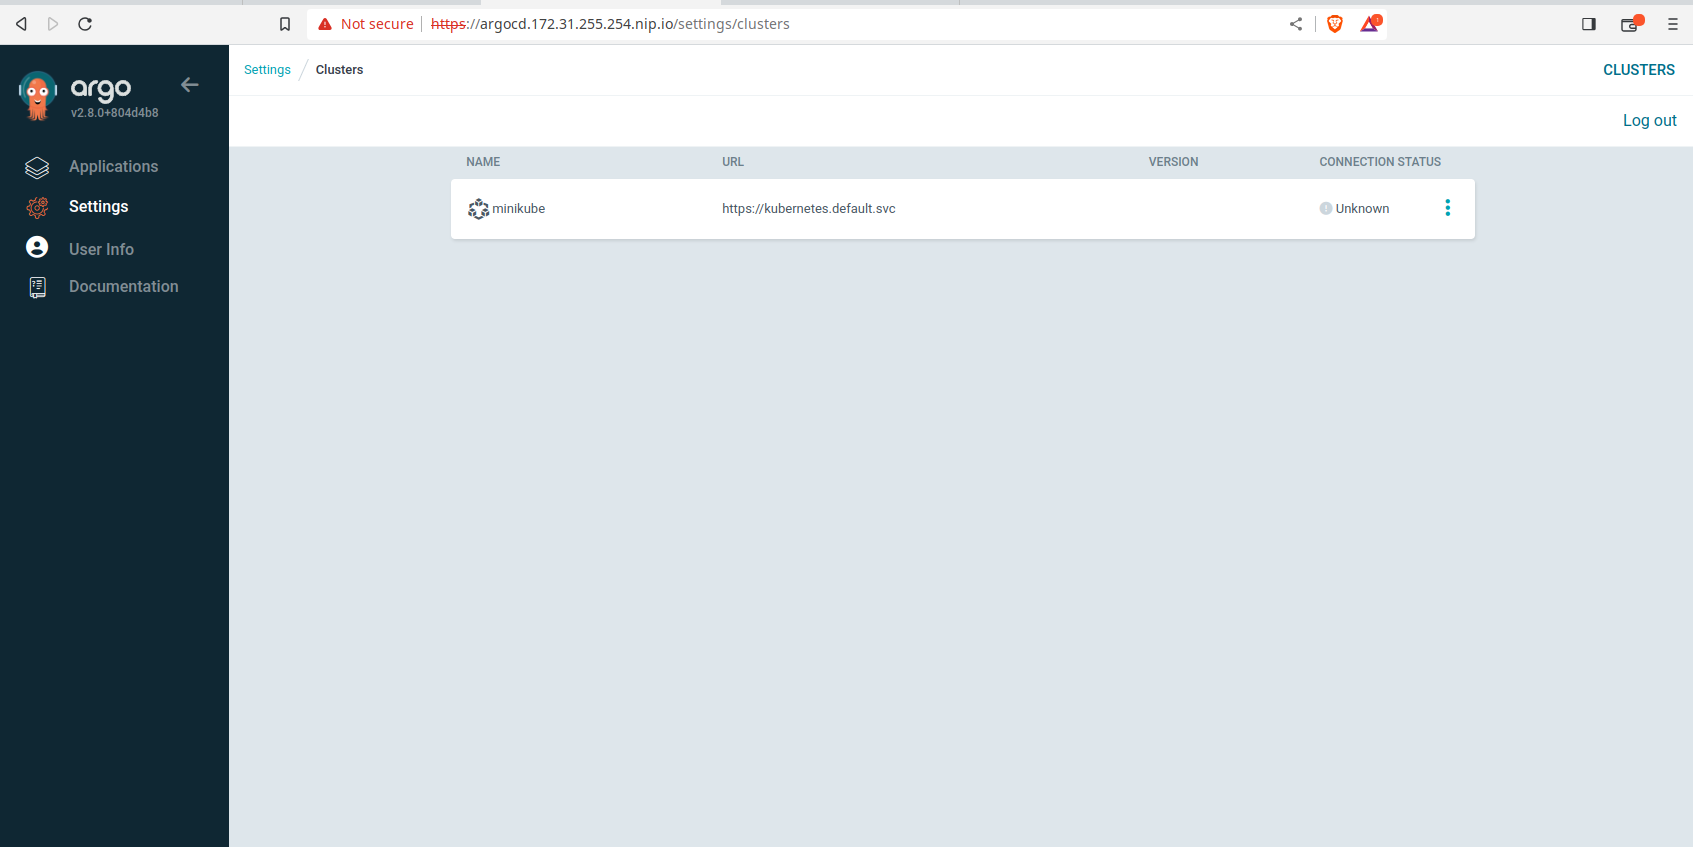 Not secure https://argocd.172.31.255.254.nip.io/settings/clusters
1
argo
v2.8.0+804d4b8
Applications
Settings
User Info
Documentation
Settings / Clusters
CLUSTERS
Log out
NAME URL VERSION CONNECTION STATUS
minikube https://kubernetes.default.svc Unknown